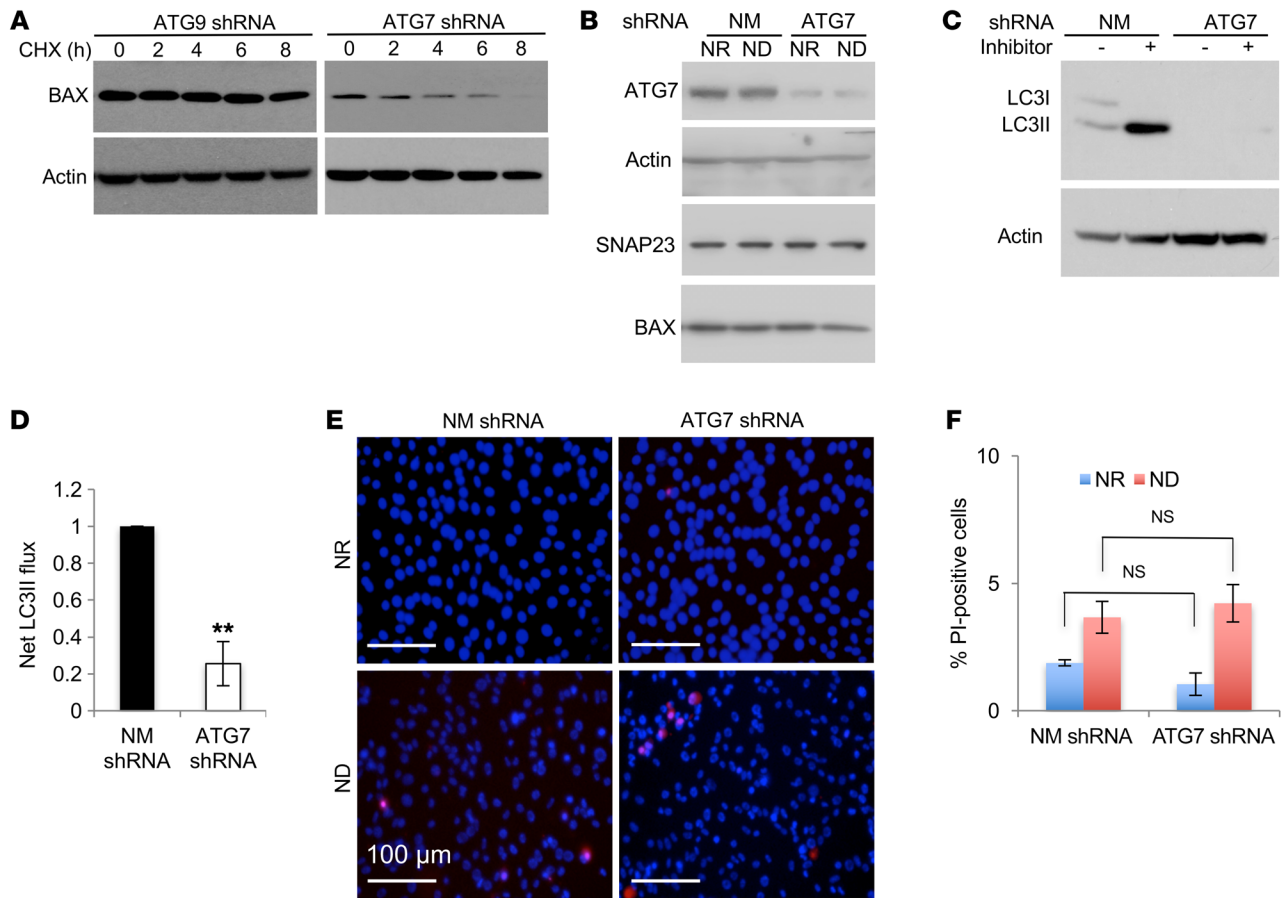 A
ATG9 shRNA
ATG7 shRNA
CHX (h)
0 2 4 6 8
0 2 4 6 8
BAX
Actin
B
shRNA
NM
ATG7
NR ND
NR ND
ATG7
Actin
SNAP23
BAX
C
shRNA
NM
ATG7
Inhibitor
- +
- +
LC3I
LC3II
Actin
D
Net LC3II flux
1.2
1
0.8
0.6
0.4
0.2
0
**
NM
shRNA
ATG7
shRNA
E
NM shRNA
ATG7 shRNA
NR
ND
100 µm
F
% PI-positive cells
10
5
0
NR
ND
NS
NS
NM shRNA
ATG7 shRNA